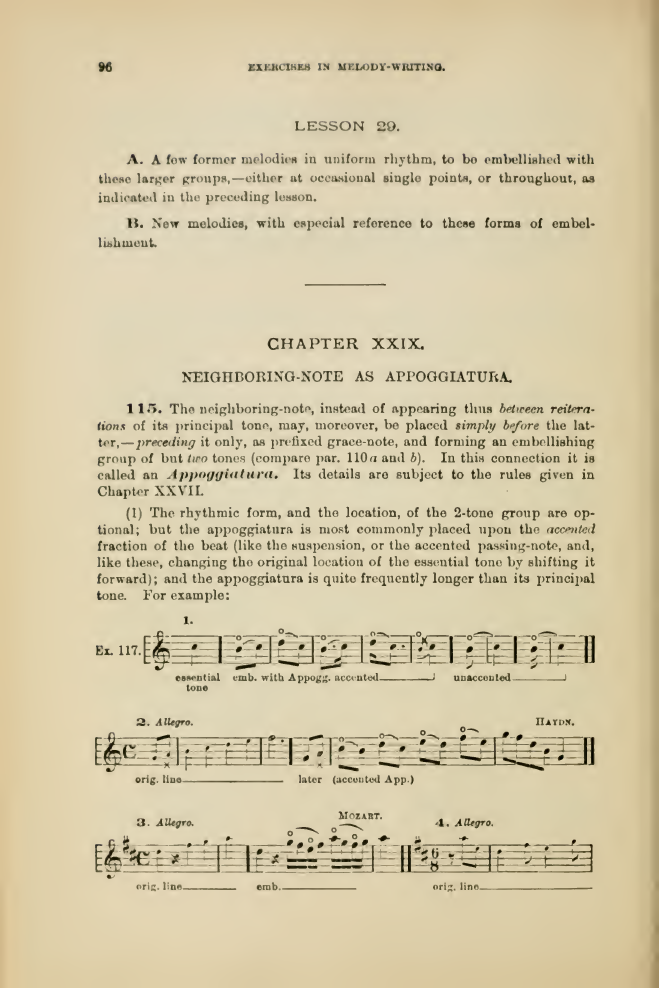 96 EXERCISES IN MELODY-WRITING.
LESSON 29.
A. A few former melodies in uniform rhythm, to be embellished with
these larger groups,—either at occasional single points, or throughout, as
indicated in the preceding lesson.
B. New melodies, with especial reference to these forms of embel-
lishment.
CHAPTER XXIX.
NEIGHBORING-NOTE AS APPOGGIATURA.
115. The neighboring-note, instead of appearing thus between reitera-
tions of its principal tone, may, moreover, be placed simply before the lat-
ter,—preceding it only, as prefixed grace-note, and forming an embellishing
group of but two tones (compare par. 110 a and b). In this connection it is
called an Appoggiatura. Its details are subject to the rules given in
Chapter XXVII.
(1) The rhythmic form, and the location, of the 2-tone group are op-
tional; but the appoggiatura is most commonly placed upon the accented
fraction of the beat (like the suspension, or the accented passing-note, and,
like these, changing the original location of the essential tone by shifting it
forward); and the appoggiatura is quite frequently longer than its principal
tone. For example:
1.
Ex. 117.
essential emb. with Appogg. accented unaccented
tone
2. Allegro. HAYDN.
orig. line later (accented App.)
3. Allegro. MOZART. 4. Allegro.
orig. line emb. orig. line